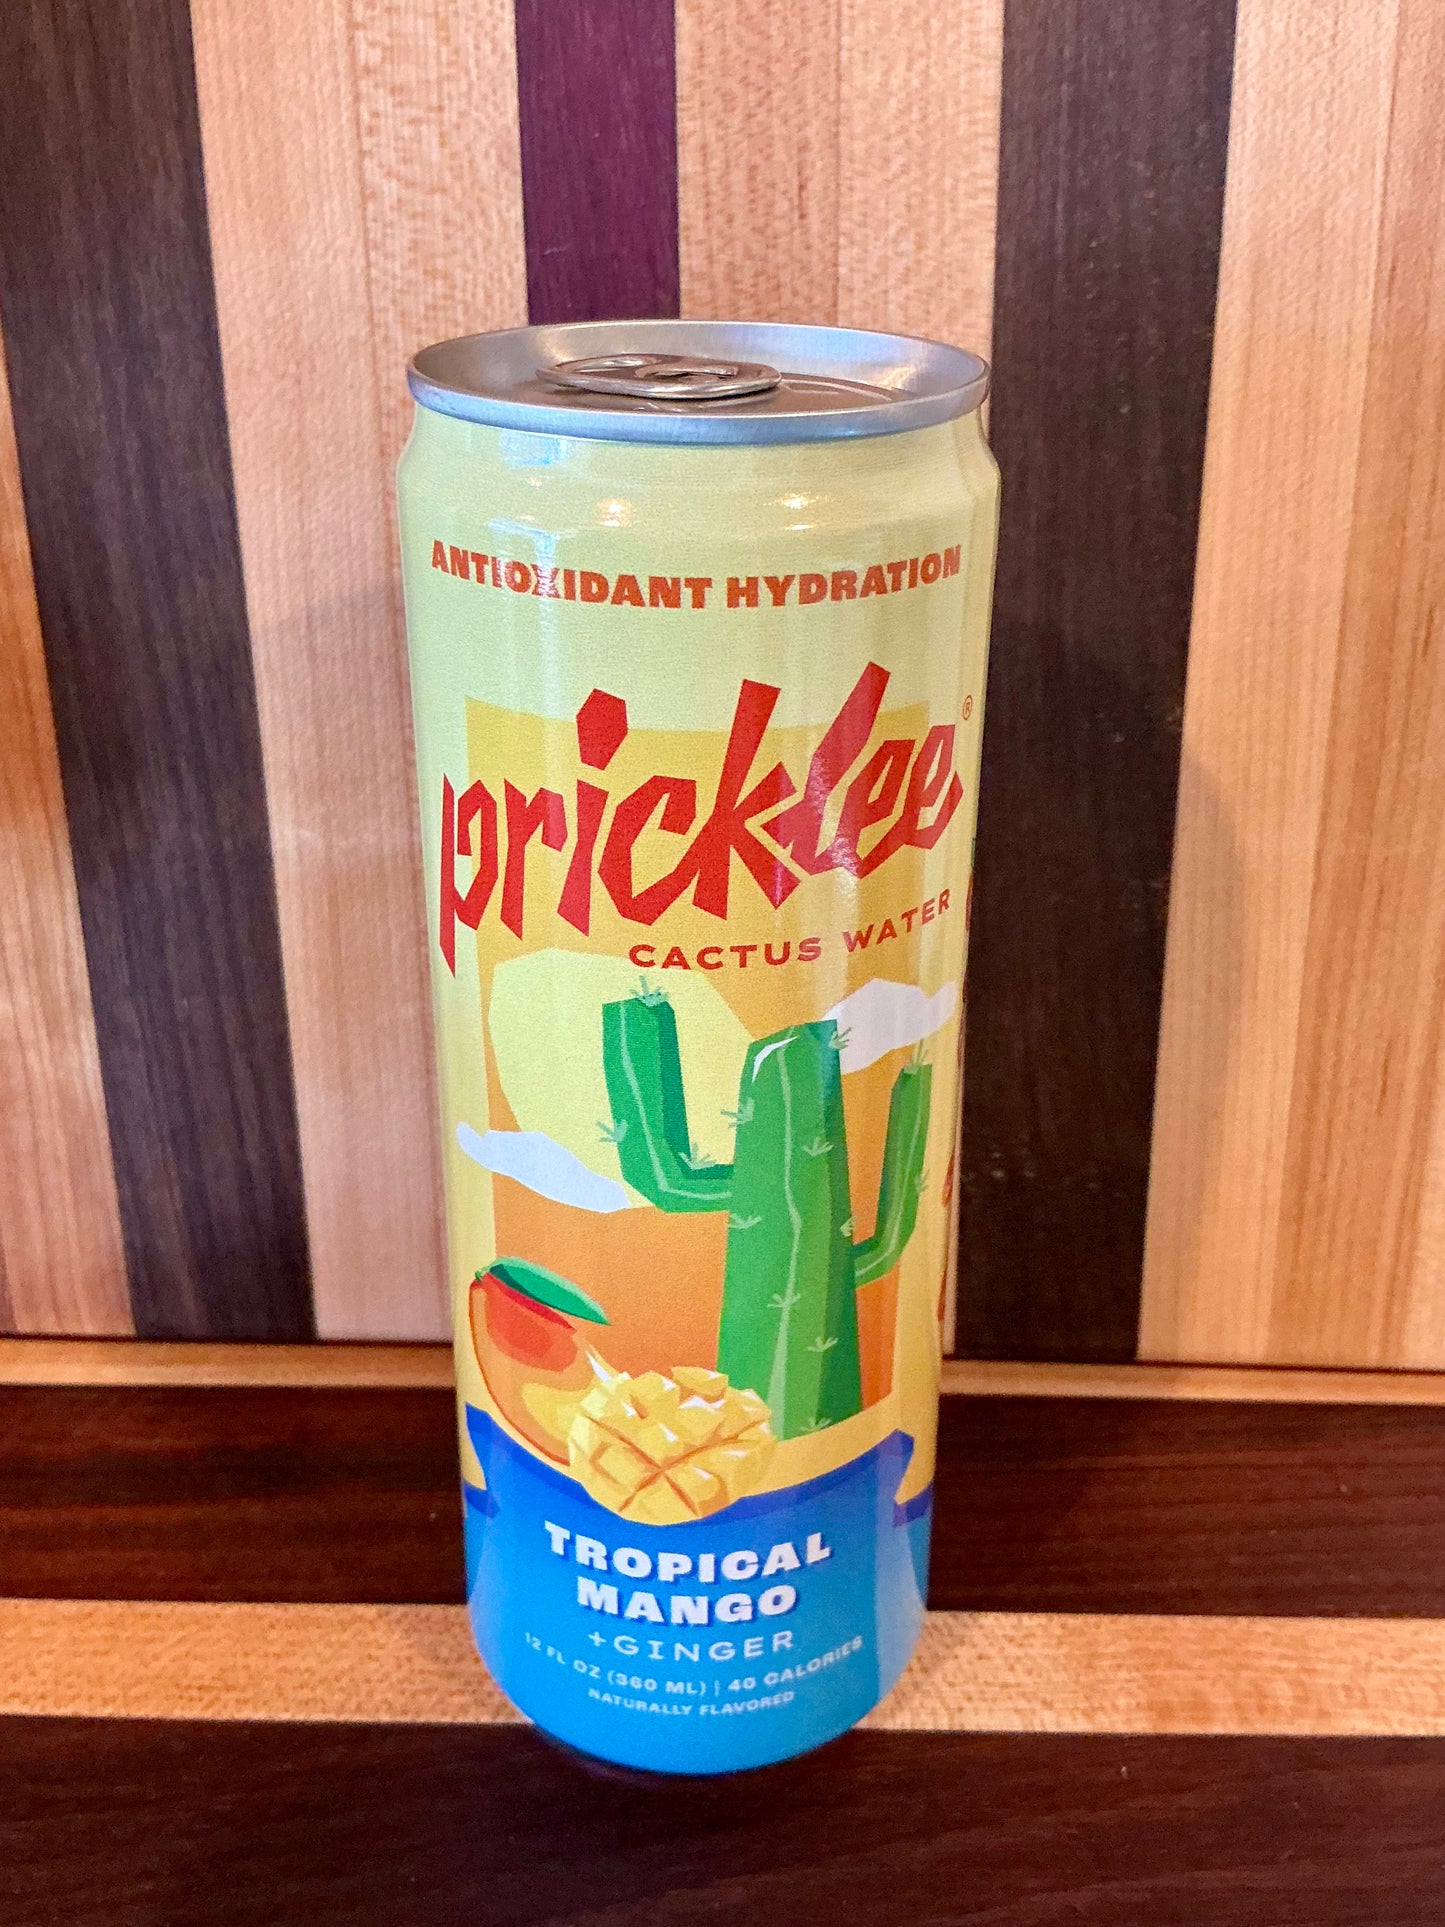 ANTIOXIDANT HYDRATION
pricklee®
CACTUS WATER
TROPICAL
MANGO
+GINGER
12 FL OZ (360 ML) | 40 CALORIES
NATURALLY FLAVORED